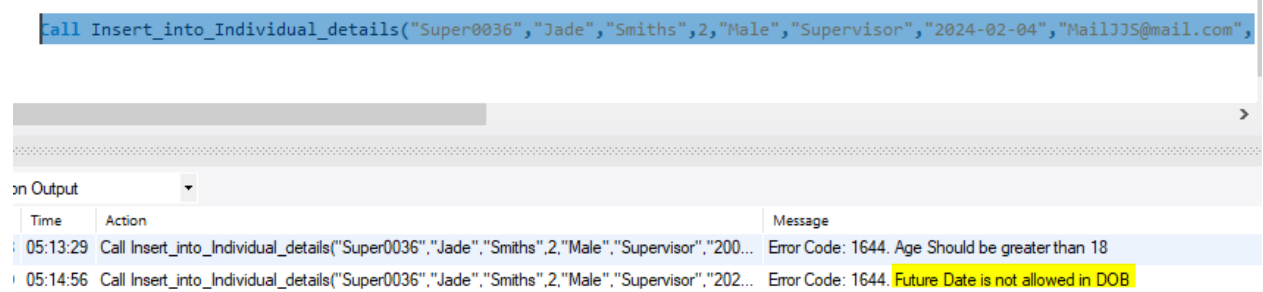 Call Insert_into_Individual_details("Super0036","Jade","Smiths",2,"Male","Supervisor","2024-02-04","MailJJS@mail.com",
on Output
Time Action Message
05:13:29 Call Insert_into_Individual_details("Super0036","Jade","Smiths",2,"Male","Supervisor","200... Error Code: 1644. Age Should be greater than 18
05:14:56 Call Insert_into_Individual_details("Super0036","Jade","Smiths",2,"Male","Supervisor","202... Error Code: 1644. Future Date is not allowed in DOB